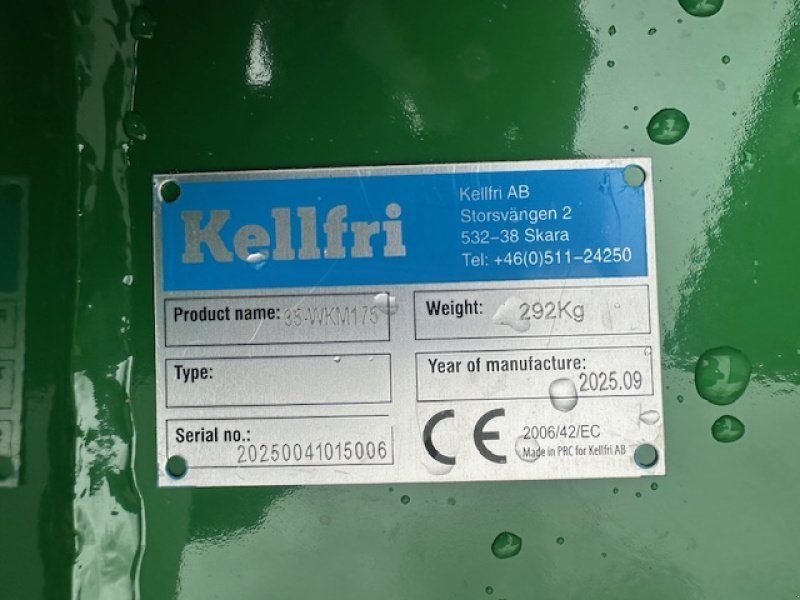 Kellfri
Kellfri AB
Storsvängen 2
532-38 Skara
Tel: +46(0)511-24250
Product name: 35-WKM175
Weight: 292Kg
Type:
Year of manufacture: 2025.09
Serial no.: 20250041015006
CE
2006/42/EC
Made in PRC for Kellfri AB